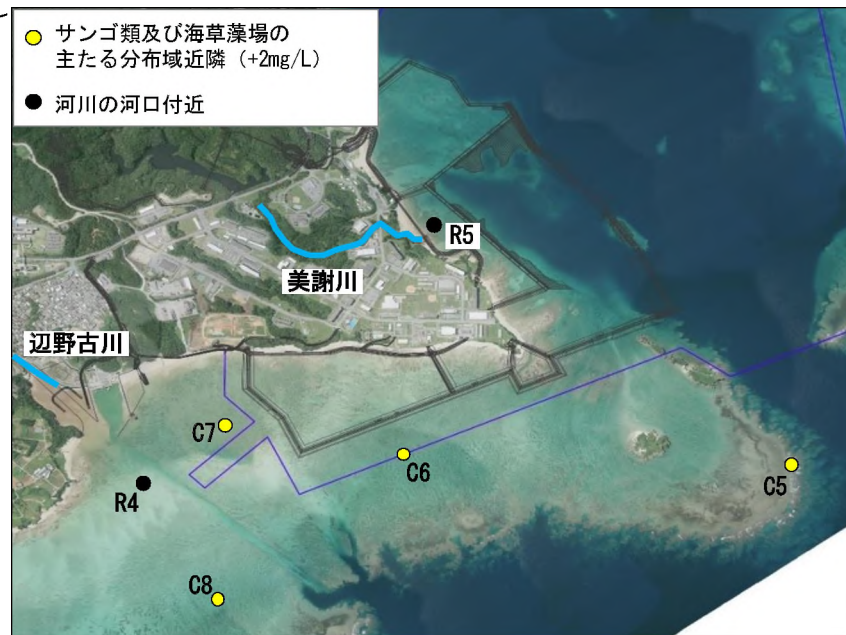 サンゴ類及び海草藻場の
主たる分布域近隣（+2mg/L）
河川の河口付近
R5
美謝川
辺野古川
C7
C6
C5
R4
C8